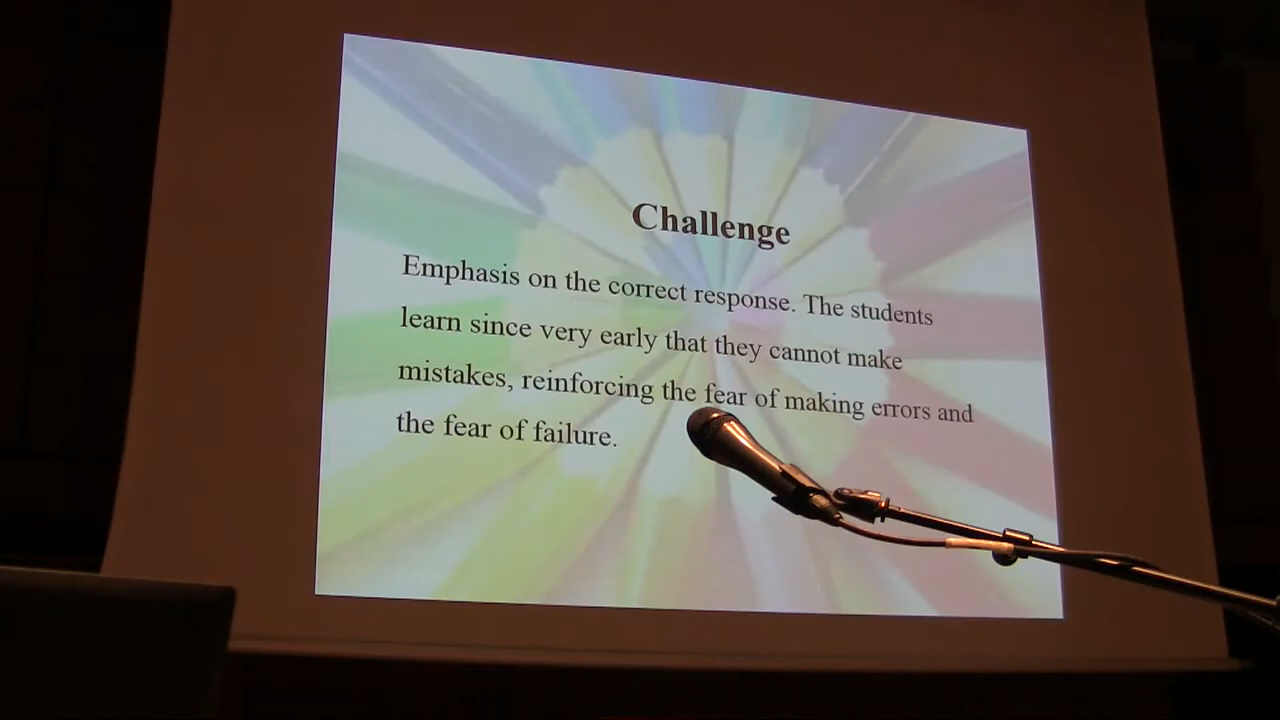 Challenge
Emphasis on the correct response. The students
learn since very early that they cannot make
mistakes, reinforcing the fear of making errors and
the fear of failure.